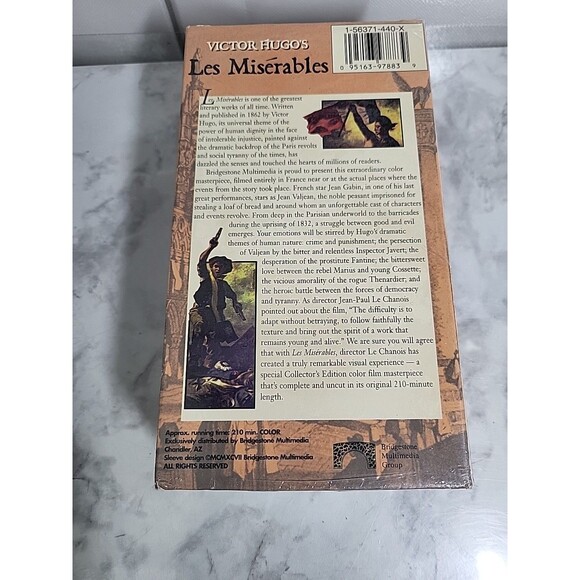 VICTOR HUGO'S
Les Misérables
1-56371-440-X
0 95163-97883 9
Les Misérables is one of the greatest
literary works of all time. Written
and published in 1862 by Victor
Hugo, its universal theme of the
power of human dignity in the face
of intolerable injustice, painted against
the dramatic backdrop of the Paris revolts
and social tyranny of the times, has
dazzled the senses and touched the hearts of millions of readers.
Bridgestone Multimedia is proud to present this extraordinary color
masterpiece, filmed entirely in France near or at the actual places where the
events from the story took place. French star Jean Gabin, in one of his last
great performances, stars as Jean Valjean, the noble peasant imprisoned for
stealing a loaf of bread and around whom an unforgettable cast of characters
and events revolve. From deep in the Parisian underworld to the barricades
during the uprising of 1832, a struggle between good and evil
emerges. Your emotions will be stirred by Hugo's dramatic
themes of human nature: crime and punishment; the persection
of Valjean by the bitter and relentless Inspector Javert; the
desperation of the prostitute Fantine; the bittersweet
love between the rebel Marius and young Cossette;
the vicious amorality of the rogue Thenardier; and
the heroic battle between the forces of democracy
and tyranny. As director Jean-Paul Le Chanois
pointed out about the film, "The difficulty is to
adapt without betraying, to follow faithfully the
texture and bring out the spirit of a work that
remains young and alive." We are sure you will agree
that with Les Misérables, director Le Chanois has
created a truly remarkable visual experience — a
special Collector's Edition color film masterpiece
that's complete and uncut in its original 210-minute
length.
Approx. running time: 210 min. COLOR
Exclusively distributed by Bridgestone Multimedia
Chandler, AZ
Sleeve design ©MCMXCVII Bridgestone Multimedia
ALL RIGHTS RESERVED
Bridgestone
Multimedia
Group